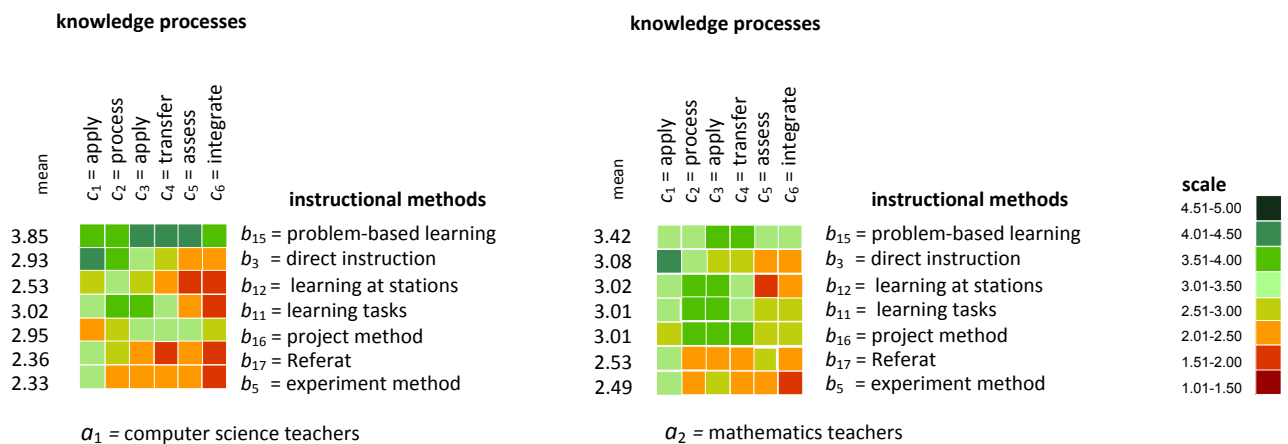 knowledge processes
mean
c1 = apply
c2 = process
c3 = apply
c4 = transfer
c5 = assess
c6 = integrate
instructional methods
3.85 b15 = problem-based learning
2.93 b3 = direct instruction
2.53 b12 = learning at stations
3.02 b11 = learning tasks
2.95 b16 = project method
2.36 b17 = Referat
2.33 b5 = experiment method
a1 = computer science teachers
knowledge processes
mean
c1 = apply
c2 = process
c3 = apply
c4 = transfer
c5 = assess
c6 = integrate
instructional methods
3.42 b15 = problem-based learning
3.08 b3 = direct instruction
3.02 b12 = learning at stations
3.01 b11 = learning tasks
3.01 b16 = project method
2.53 b17 = Referat
2.49 b5 = experiment method
a2 = mathematics teachers
scale
4.51-5.00
4.01-4.50
3.51-4.00
3.01-3.50
2.51-3.00
2.01-2.50
1.51-2.00
1.01-1.50